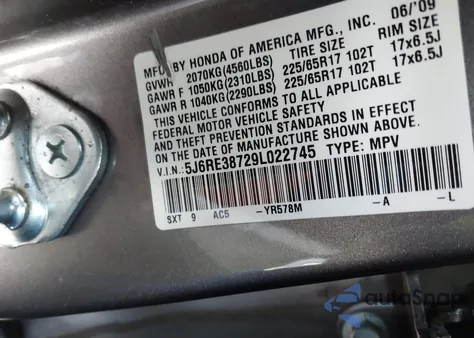 MFD. BY HONDA OF AMERICA MFG., INC. 06/'09
GVWR 2070KG(4560LBS) TIRE SIZE RIM SIZE
GAWR F 1050KG(2310LBS) 225/65R17 102T 17x6.5J
GAWR R 1040KG(2290LBS) 225/65R17 102T 17x6.5J
THIS VEHICLE CONFORMS TO ALL APPLICABLE
FEDERAL MOTOR VEHICLE SAFETY
AND THEFT PREVENTION STANDARDS IN EFFECT
ON THE DATE OF MANUFACTURE SHOWN ABOVE.
V.I.N.: 5J6RE38729L022745 TYPE: MPV
SXT 9 AC5 -YR578M -A -L
autoSnap